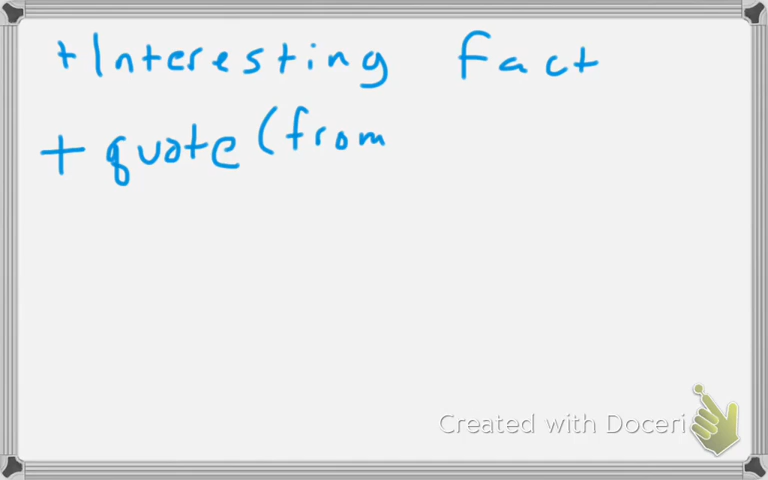 +Interesting Fact
+ quote (from
Created with Doceri